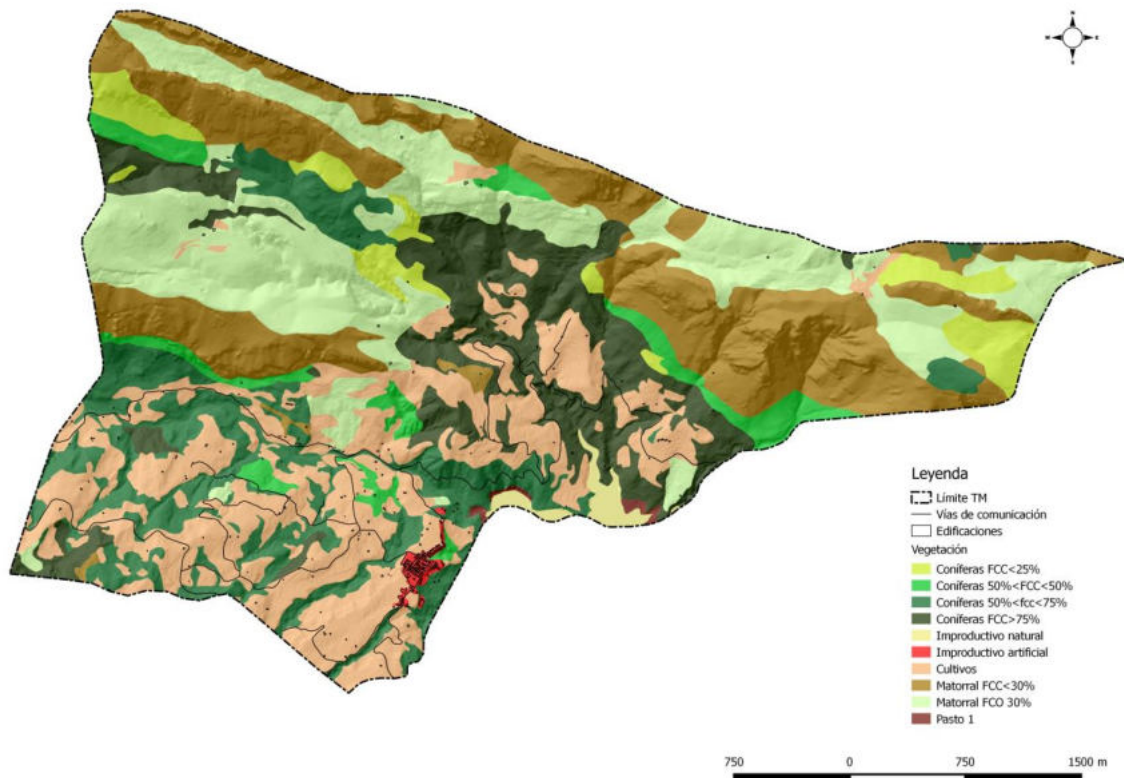 N
W E
S
Leyenda
Límite TM
Vías de comunicación
Edificaciones
Vegetación
Coníferas FCC<25%
Coníferas 50%<FCC<50%
Coníferas 50%<fcc<75%
Coníferas FCC>75%
Improductivo natural
Improductivo artificial
Cultivos
Matorral FCC<30%
Matorral FCO 30%
Pasto 1
750 0 750 1500 m